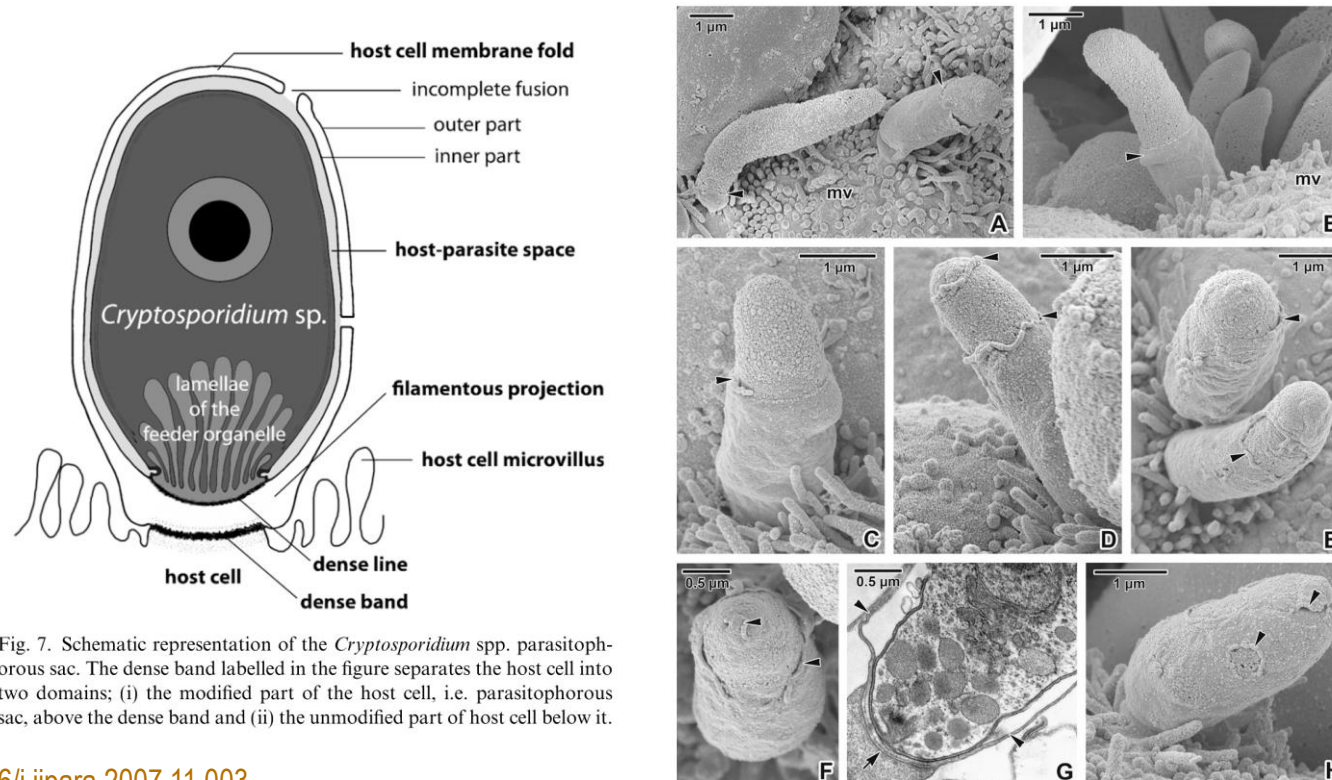 host cell membrane fold
incomplete fusion
outer part
inner part
host-parasite space
Cryptosporidium sp.
lamellae
of the
feeder organelle
filamentous projection
host cell microvillus
dense line
host cell
dense band
Fig. 7. Schematic representation of the Cryptosporidium spp. parasitoph-
orous sac. The dense band labelled in the figure separates the host cell into
two domains; (i) the modified part of the host cell, i.e. parasitophorous
sac, above the dense band and (ii) the unmodified part of host cell below it.
6/j.ijpara.2007.11.003
1 µm
mv
A
1 µm
mv
1 µm
C
1 µm
D
1 µm
E
0.5 µm
F
0.5 µm
G
1 µm
H